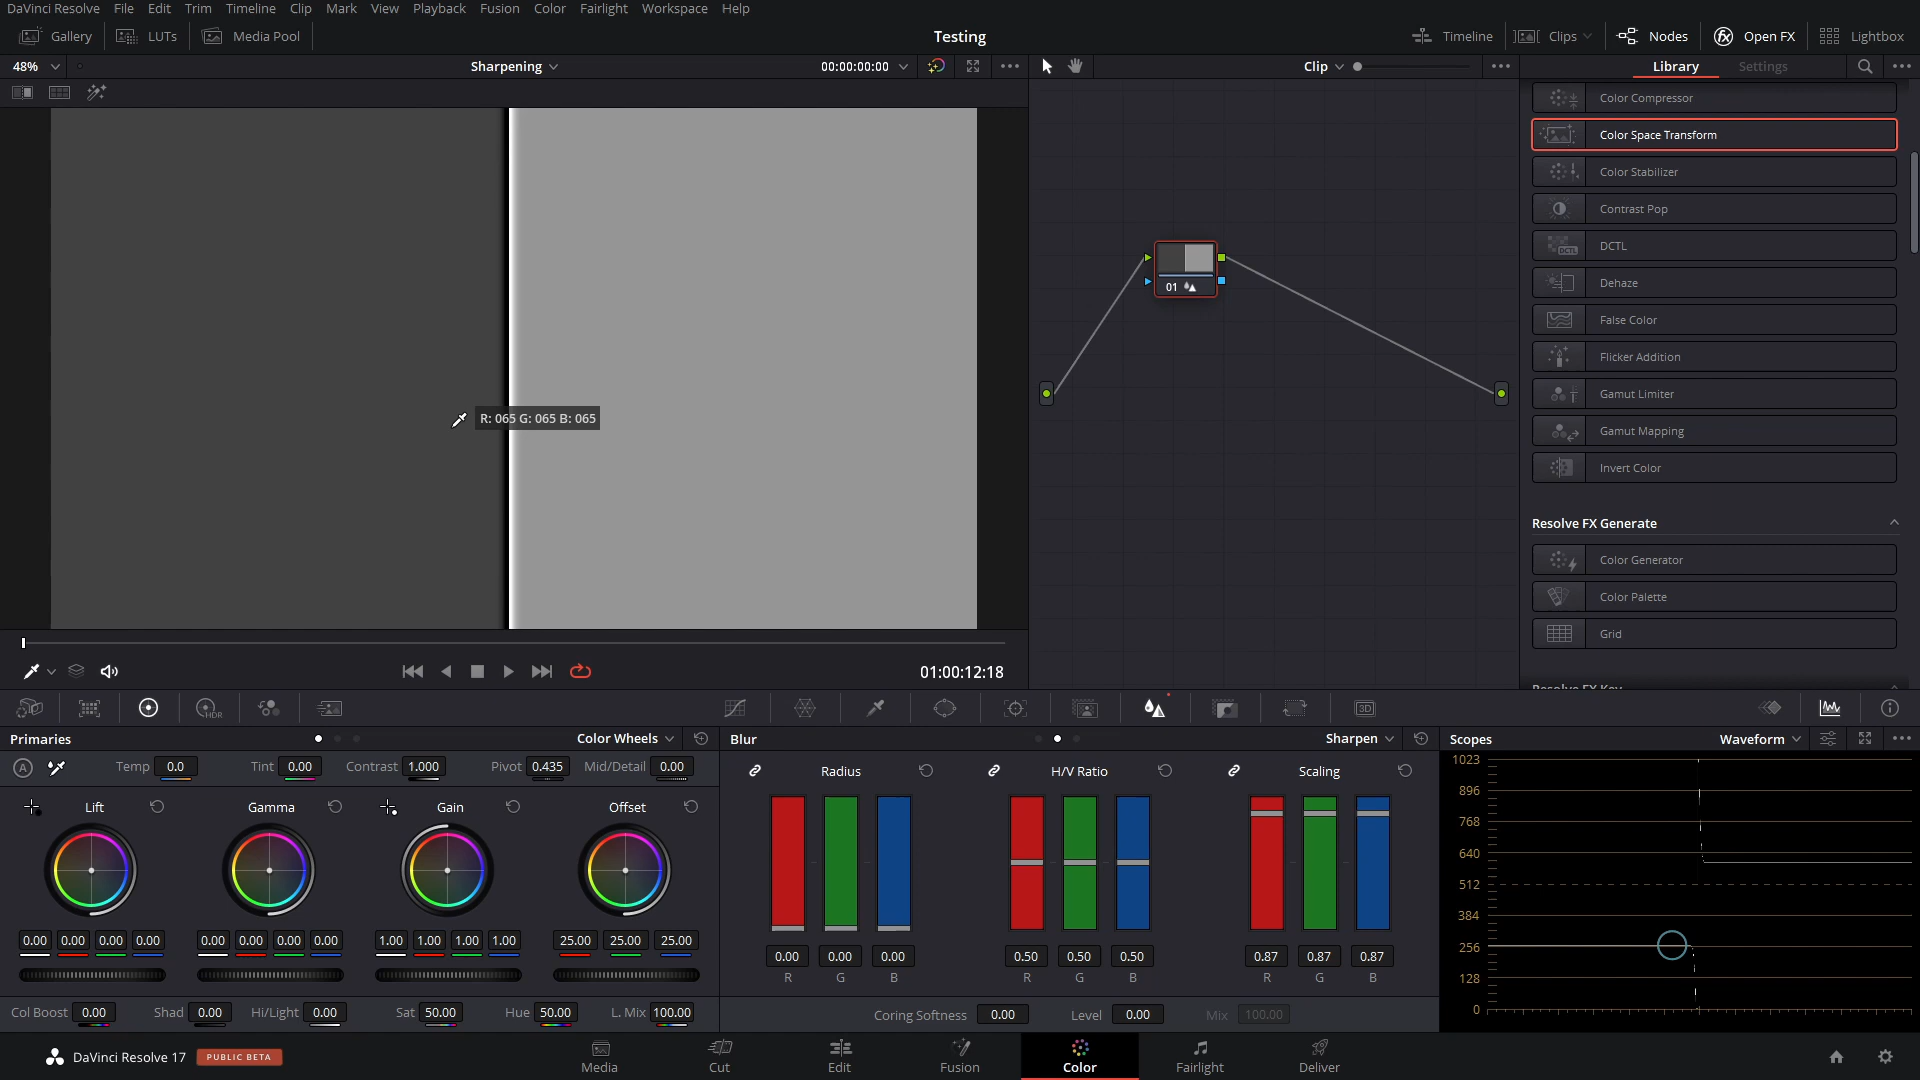 DaVinci Resolve File Edit Trim Timeline Clip Mark View Playback Fusion Color Fairlight Workspace Help
Gallery LUTs Media Pool Testing Timeline Clips Nodes Open FX Lightbox
48% Sharpening 00:00:00:00 Clip Library Settings
Color Compressor
Color Space Transform
Color Stabilizer
Contrast Pop
DCTL
DCTL
Dehaze
False Color
Flicker Addition
Gamut Limiter
Gamut Mapping
Invert Color
Resolve FX Generate
Color Generator
Color Palette
Grid
Resolve FX Key
R: 065 G: 065 B: 065
01
01:00:12:18
HDR 3D
Primaries Color Wheels Blur Sharpen Scopes Waveform
A Temp 0.0 Tint 0.00 Contrast 1.000 Pivot 0.435 Mid/Detail 0.00
Radius H/V Ratio Scaling
Lift Gamma Gain Offset
0.00 0.00 0.00 0.00 0.00 0.00 0.00 0.00 1.00 1.00 1.00 1.00 25.00 25.00 25.00
0.00 0.00 0.00 0.50 0.50 0.50 0.87 0.87 0.87
R G B R G B R G B
Col Boost 0.00 Shad 0.00 Hi/Light 0.00 Sat 50.00 Hue 50.00 L. Mix 100.00
Coring Softness 0.00 Level 0.00 Mix 100.00
1023
896
768
640
512
384
256
128
0
DaVinci Resolve 17 PUBLIC BETA
Media Cut Edit Fusion Color Fairlight Deliver